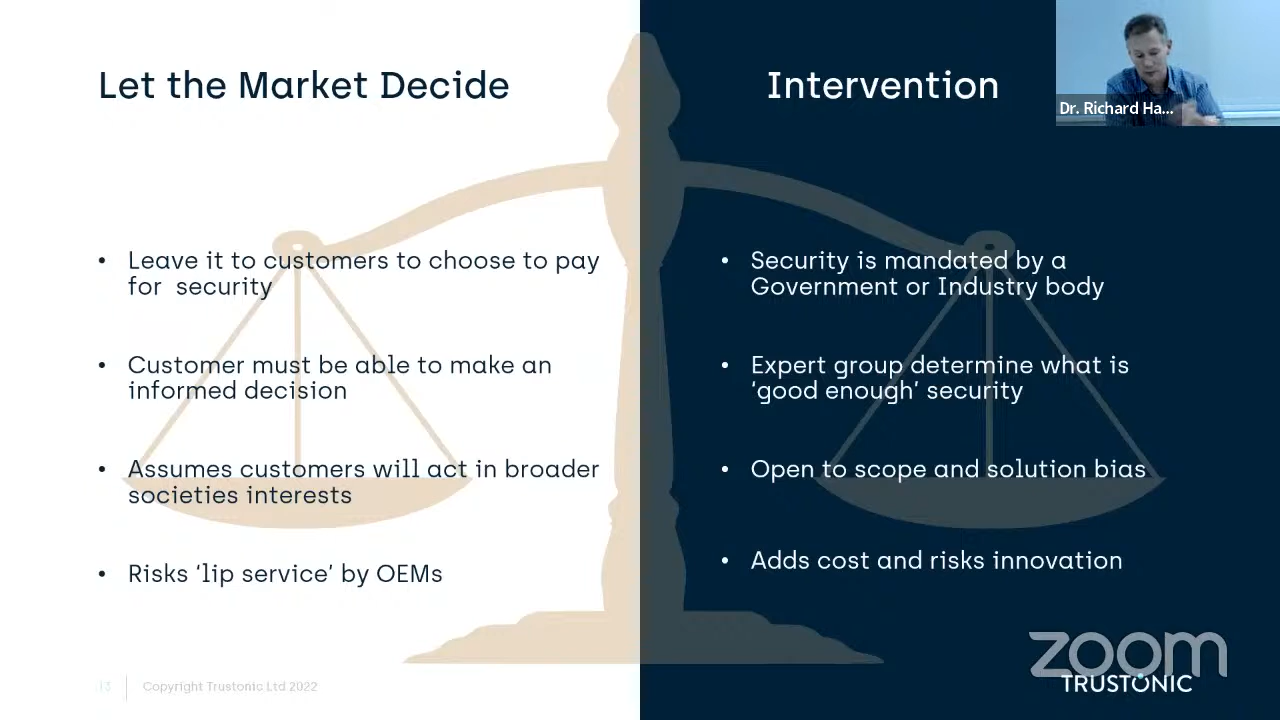 Let the Market Decide
Intervention
Dr. Richard Ha...
• Leave it to customers to choose to pay
for  security
• Customer must be able to make an
informed decision
• Assumes customers will act in broader
societies interests
• Risks ‘lip service’ by OEMs
• Security is mandated by a
Government or Industry body
• Expert group determine what is
‘good enough’ security
• Open to scope and solution bias
• Adds cost and risks innovation
13
Copyright Trustonic Ltd 2022
zoom
TRUSTONIC